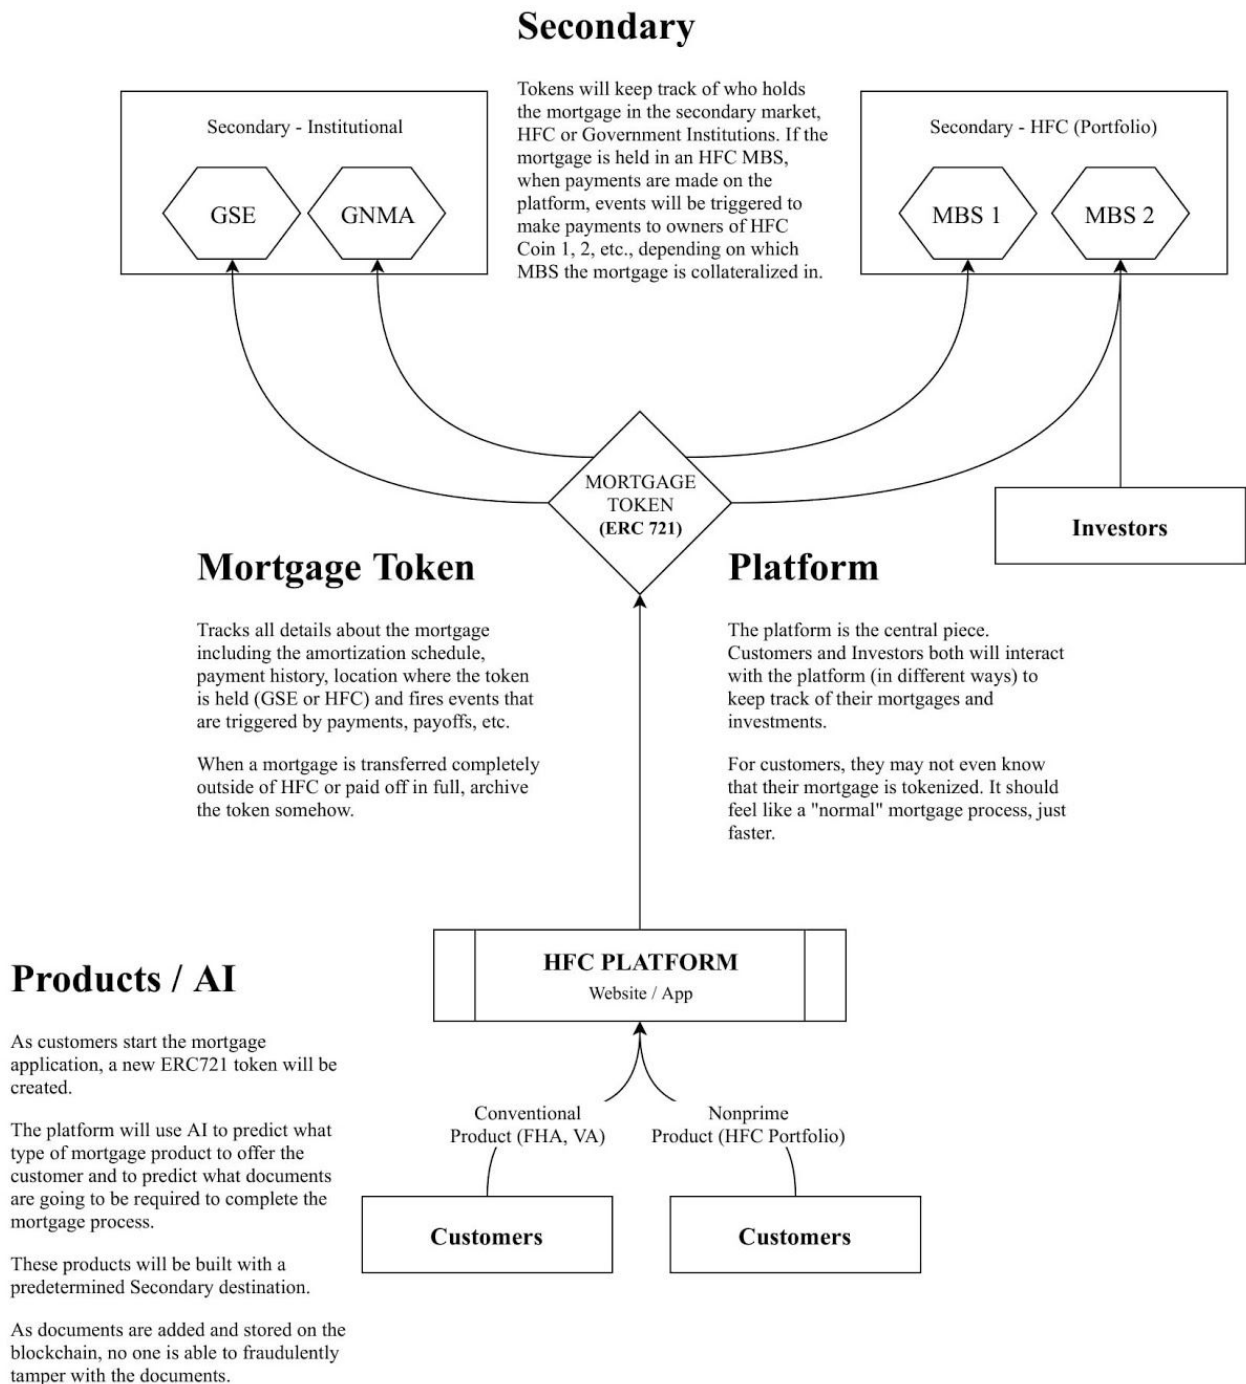 Secondary
Tokens will keep track of who holds
the mortgage in the secondary market,
HFC or Government Institutions. If the
mortgage is held in an HFC MBS,
when payments are made on the
platform, events will be triggered to
make payments to owners of HFC
Coin 1, 2, etc., depending on which
MBS the mortgage is collateralized in.
Secondary - Institutional
GSE
GNMA
Secondary - HFC (Portfolio)
MBS 1
MBS 2
MORTGAGE
TOKEN
(ERC 721)
Investors
Mortgage Token
Tracks all details about the mortgage
including the amortization schedule,
payment history, location where the token
is held (GSE or HFC) and fires events that
are triggered by payments, payoffs, etc.
When a mortgage is transferred completely
outside of HFC or paid off in full, archive
the token somehow.
Platform
The platform is the central piece.
Customers and Investors both will interact
with the platform (in different ways) to
keep track of their mortgages and
investments.
For customers, they may not even know
that their mortgage is tokenized. It should
feel like a "normal" mortgage process, just
faster.
HFC PLATFORM
Website / App
Products / AI
As customers start the mortgage
application, a new ERC721 token will be
created.
The platform will use AI to predict what
type of mortgage product to offer the
customer and to predict what documents
are going to be required to complete the
mortgage process.
These products will be built with a
predetermined Secondary destination.
As documents are added and stored on the
blockchain, no one is able to fraudulently
tamper with the documents.
Conventional
Product (FHA, VA)
Nonprime
Product (HFC Portfolio)
Customers
Customers